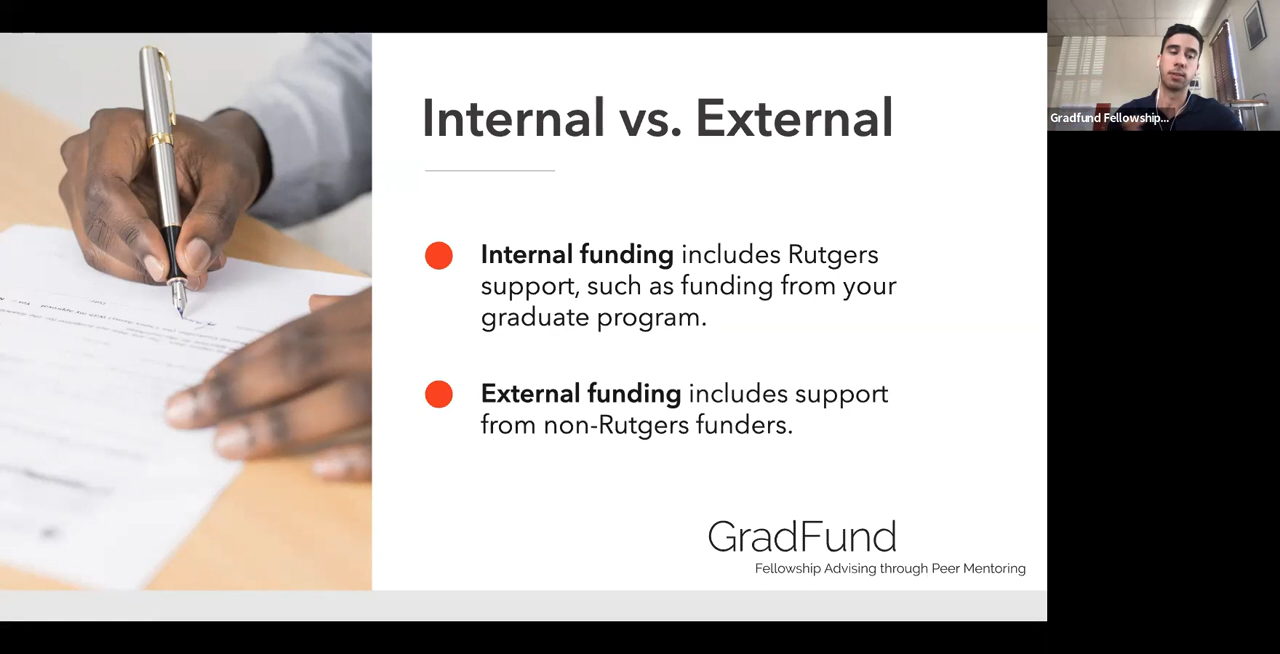 Internal vs. External
Internal funding includes Rutgers
support, such as funding from your
graduate program.
External funding includes support
from non-Rutgers funders.
GradFund
Fellowship Advising through Peer Mentoring
Gradfund Fellowship...